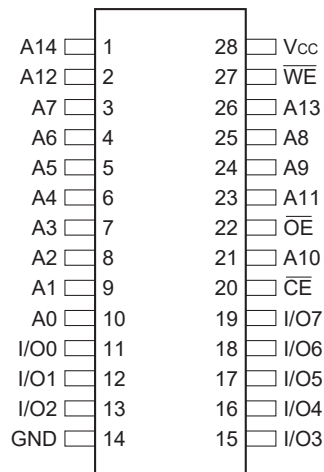 A14 1 28 Vcc
A12 2 27 WE
A7 3 26 A13
A6 4 25 A8
A5 5 24 A9
A4 6 23 A11
A3 7 22 OE
A2 8 21 A10
A1 9 20 CE
A0 10 19 I/O7
I/O0 11 18 I/O6
I/O1 12 17 I/O5
I/O2 13 16 I/O4
GND 14 15 I/O3